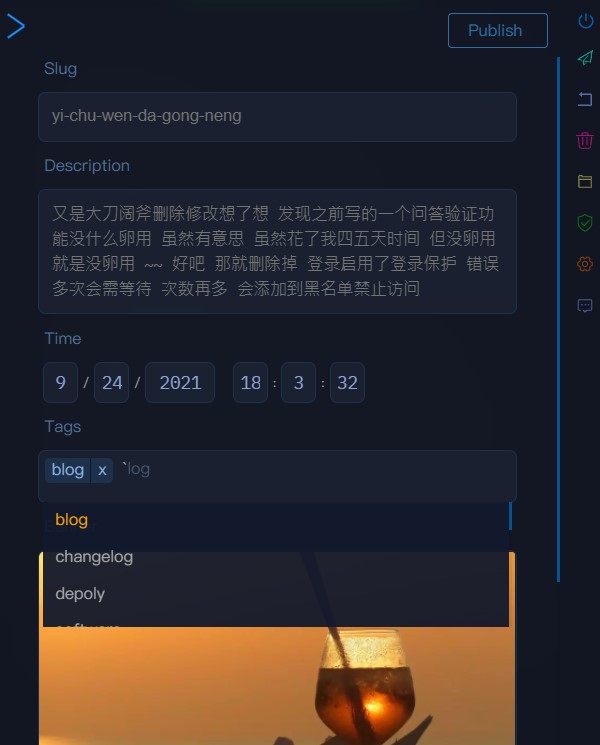 Publish
Slug
yi-chu-wen-da-gong-neng
Description
又是大刀阔斧删除修改想了想 发现之前写的一个问答验证功
能没什么卵用 虽然有意思 虽然花了我四五天时间 但没卵用
就是没卵用 ~~ 好吧 那就删除掉 登录启用了登录保护 错误
多次会需等待 次数再多 会添加到黑名单禁止访问
Time
9 / 24 / 2021 18 : 3 : 32
Tags
blog x `log
blog
changelog
depoly